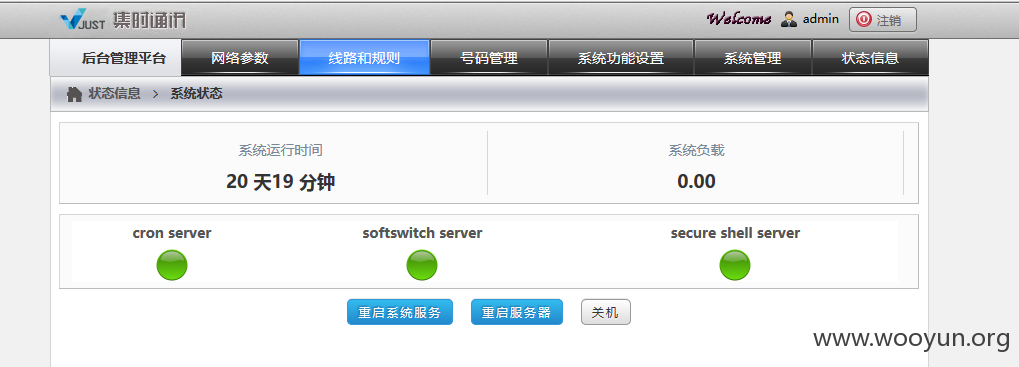 JUST 集时通讯 Welcome admin 注销
后台管理平台 网络参数 线路和规则 号码管理 系统功能设置 系统管理 状态信息
状态信息 > 系统状态
系统运行时间 系统负载
20 天19 分钟 0.00
cron server softswitch server secure shell server
重启系统服务 重启服务器 关机
www.wooyun.org